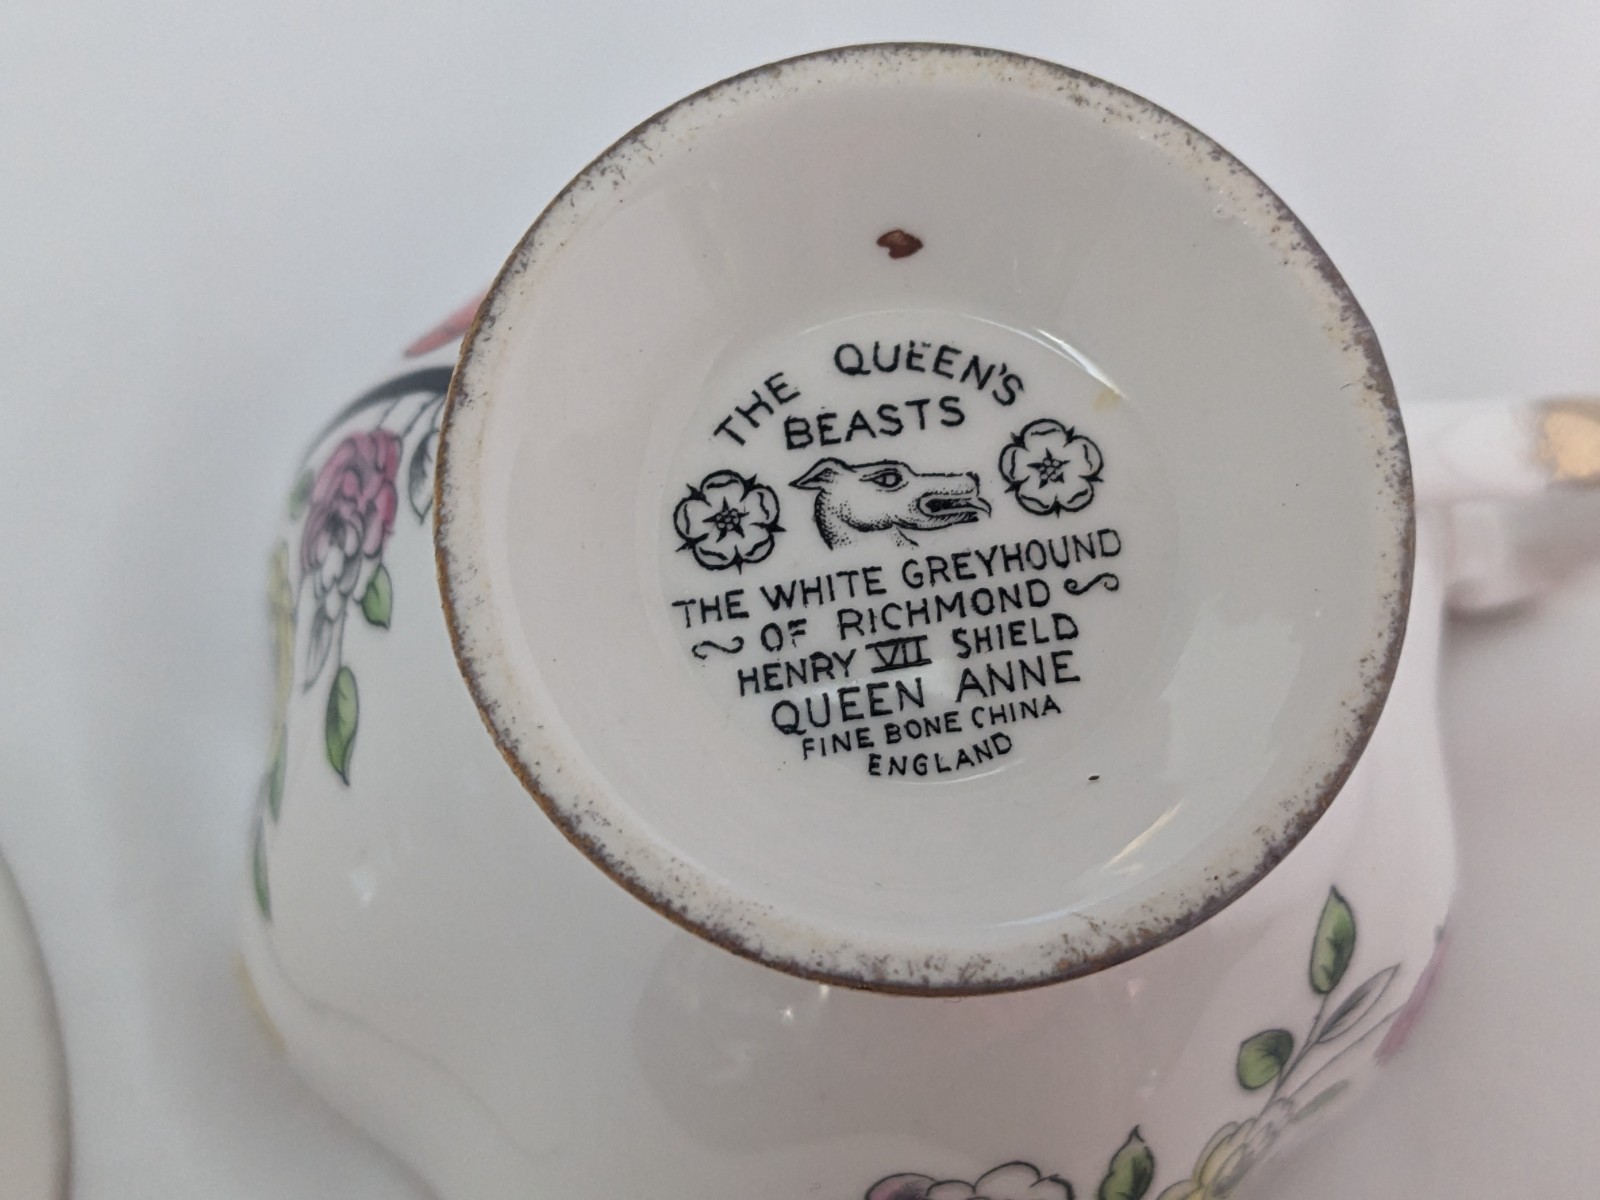 THE QUEEN'S
BEASTS
THE WHITE GREYHOUND
OF RICHMOND
HENRY VII SHIELD
QUEEN ANNE
FINE BONE CHINA
ENGLAND